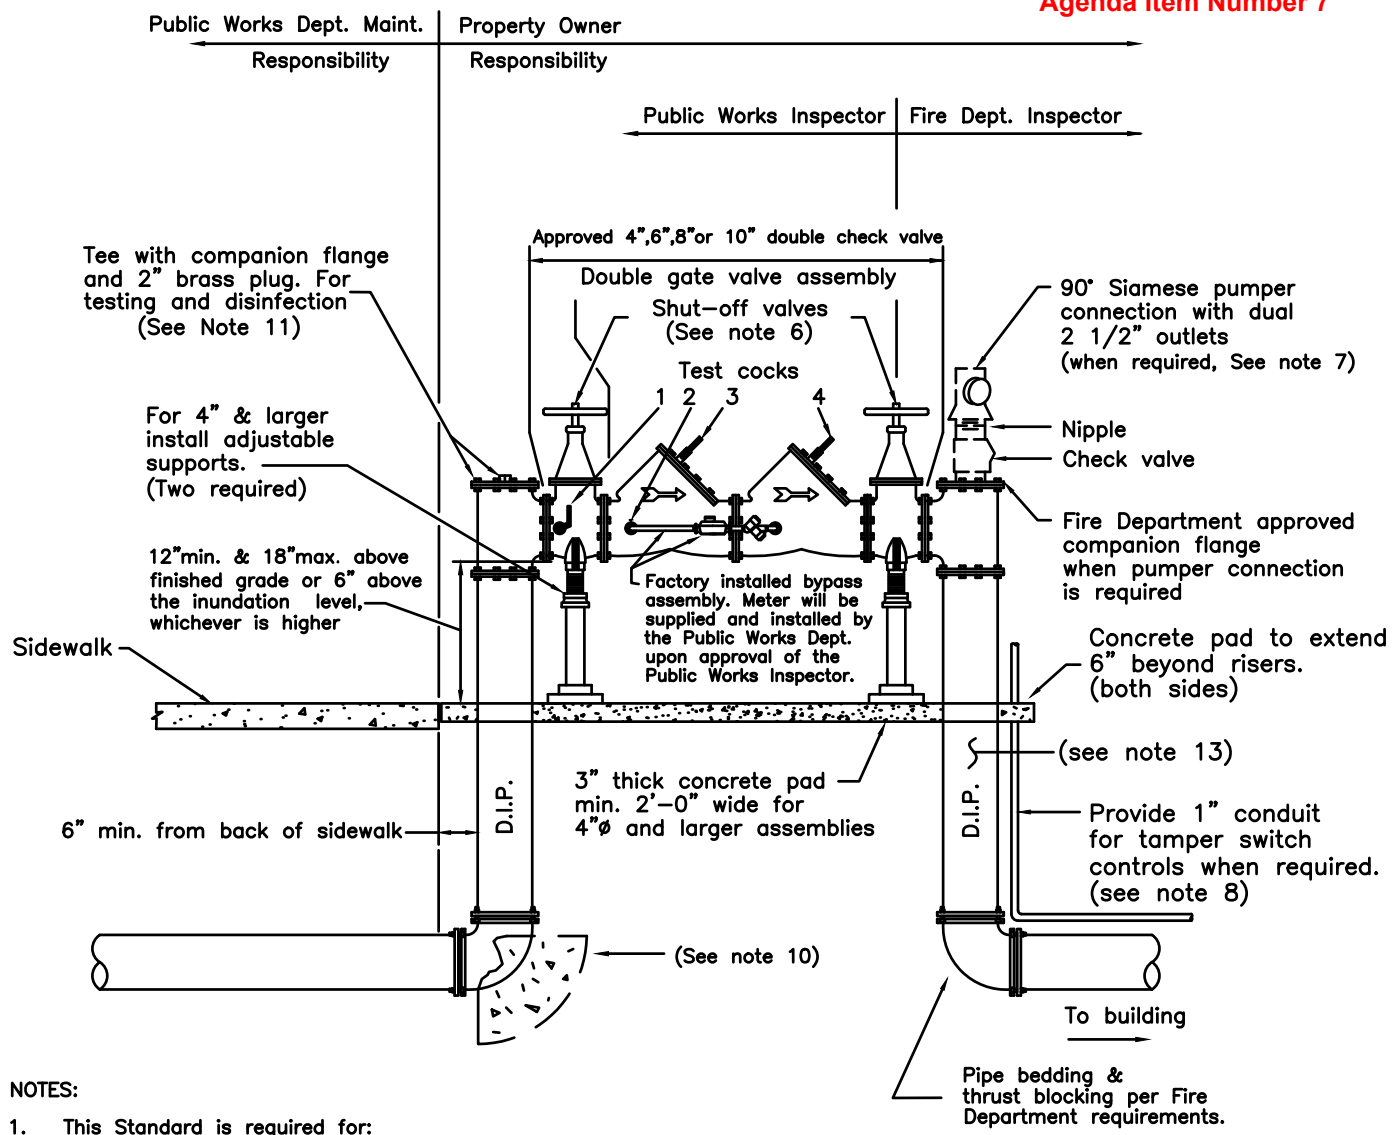 Agenda Item Number 7
Public Works Dept. Maint.
Property Owner
Responsibility
Responsibility
Public Works Inspector
Fire Dept. Inspector
Approved 4",6",8"or 10" double check valve
Double gate valve assembly
Tee with companion flange
and 2" brass plug. For
testing and disinfection
(See Note 11)
Shut-off valves
(See note 6)
90° Siamese pumper
connection with dual
2 1/2" outlets
(when required, See note 7)
Test cocks
1
2
3
4
For 4" & larger
install adjustable
supports.
(Two required)
Nipple
Check valve
Fire Department approved
companion flange
when pumper connection
is required
12"min. & 18"max. above
finished grade or 6" above
the inundation level,
whichever is higher
Factory installed bypass
assembly. Meter will be
supplied and installed by
the Public Works Dept.
upon approval of the
Public Works Inspector.
Sidewalk
Concrete pad to extend
6" beyond risers.
(both sides)
(see note 13)
3" thick concrete pad
min. 2'-0" wide for
4"ø and larger assemblies
D.I.P.
D.I.P.
6" min. from back of sidewalk
Provide 1" conduit
for tamper switch
controls when required.
(see note 8)
(See note 10)
To building
Pipe bedding &
thrust blocking per Fire
Department requirements.
NOTES:
1. This Standard is required for: